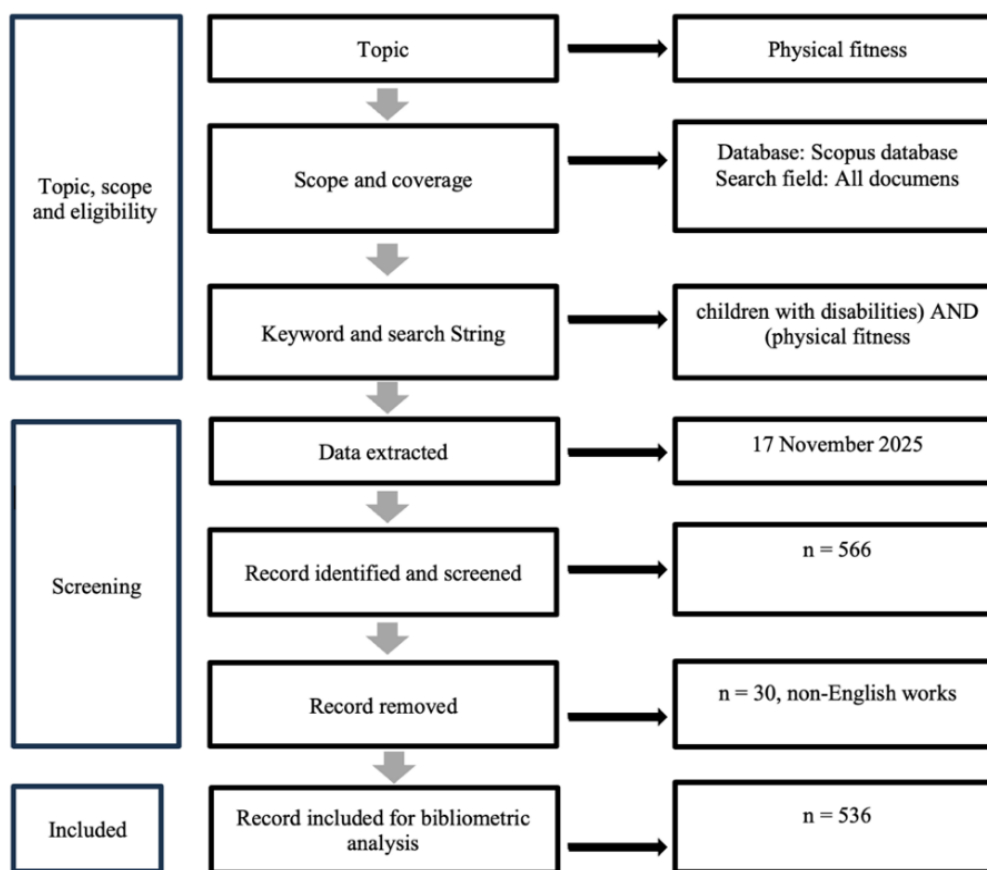 Topic
Physical fitness
Topic, scope
and eligibility
Scope and coverage
Database: Scopus database
Search field: All documens
Keyword and search String
children with disabilities) AND
(physical fitness
Screening
Data extracted
17 November 2025
Record identified and screened
n = 566
Record removed
n = 30, non-English works
Included
Record included for bibliometric
analysis
n = 536